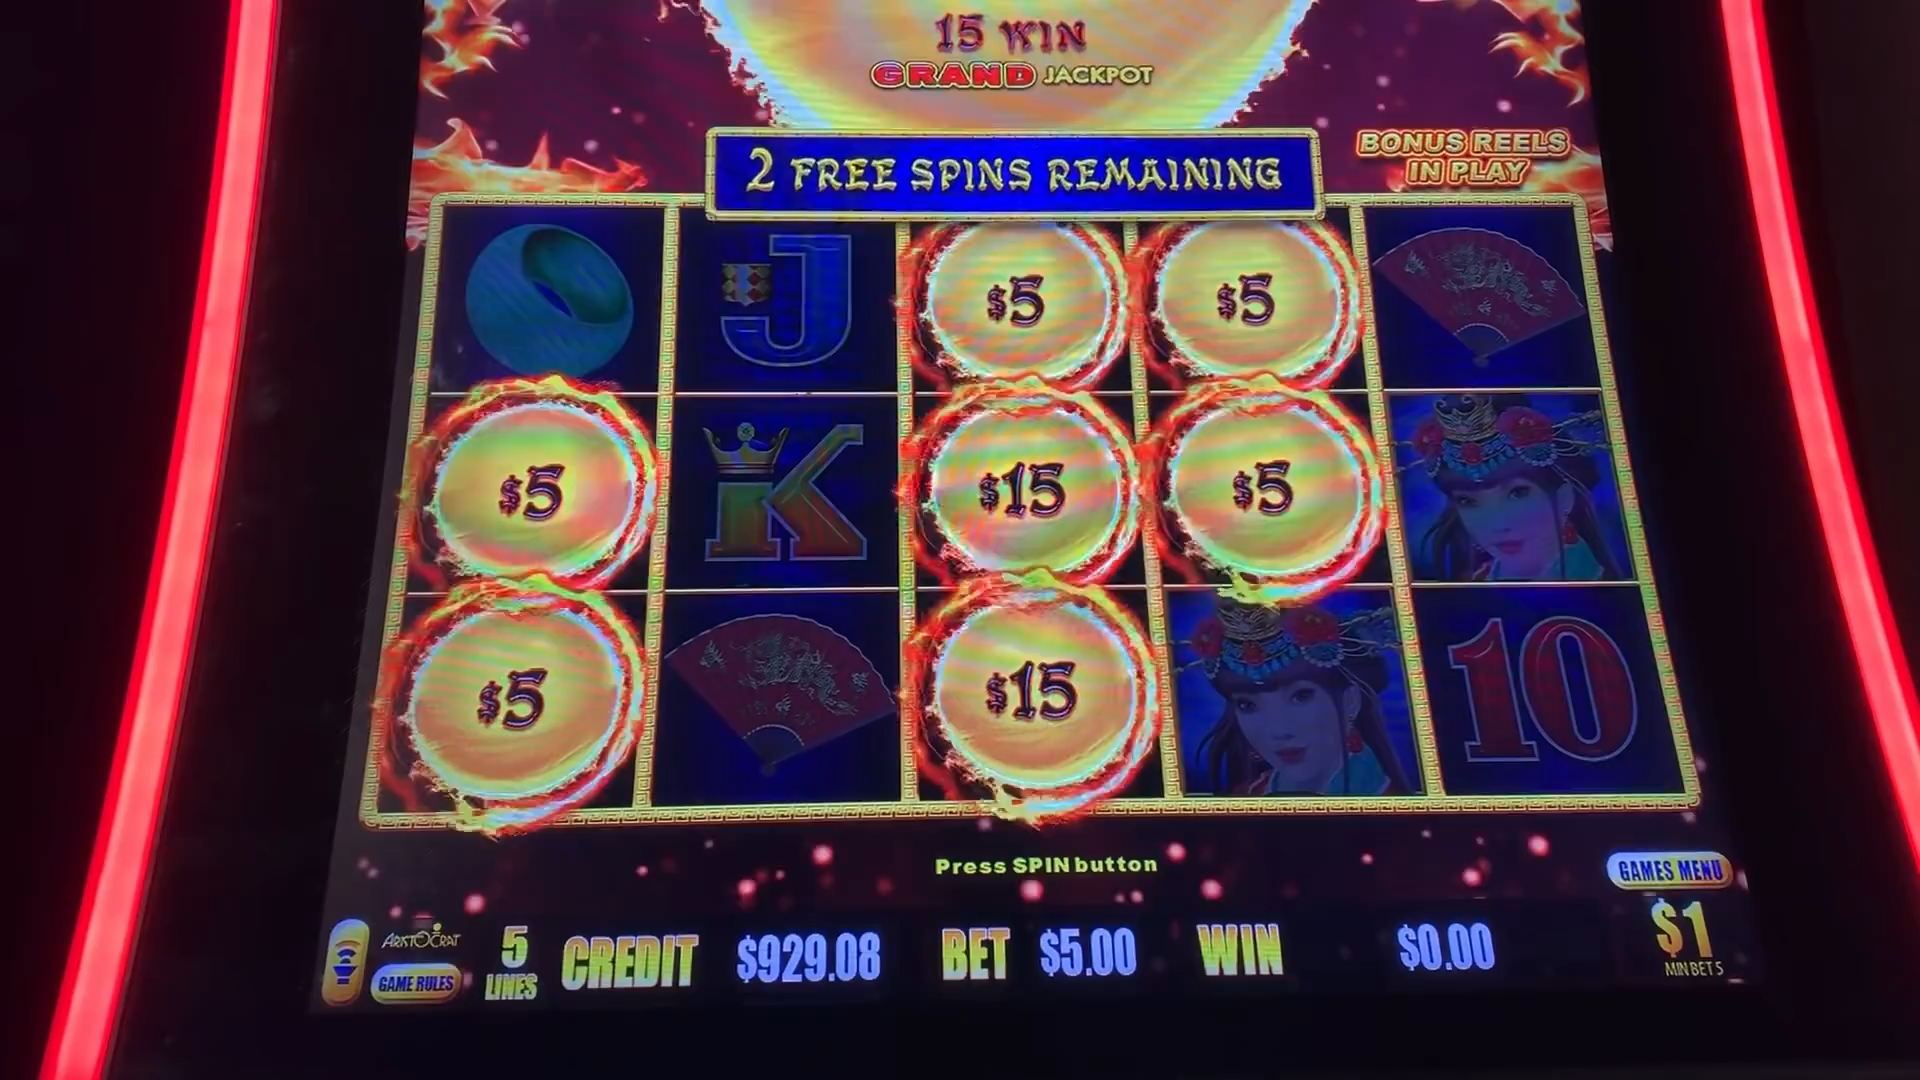 15 WIN
GRAND JACKPOT
2 FREE SPINS REMAINING
BONUS REELS
IN PLAY
J
$5
$5
$5
K
$15
$5
$5
$15
10
Press SPIN button
GAMES MENU
ARISTOCRAT
GAME RULES
5
LINES
CREDIT $929.08
BET $5.00
WIN $0.00
$1
MIN BET 5